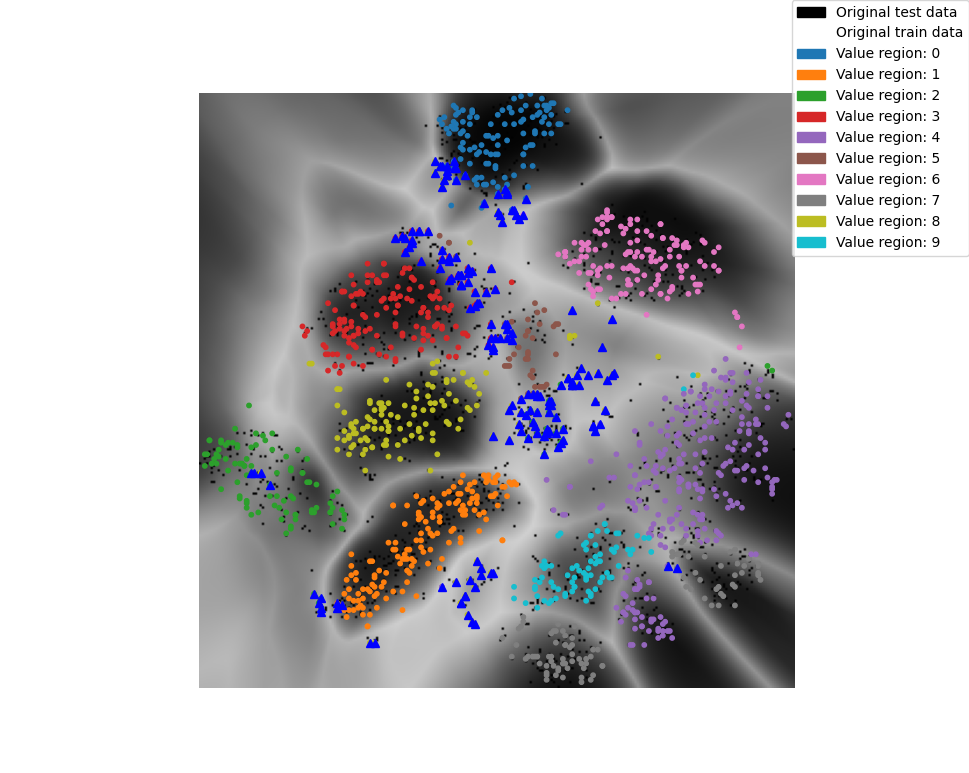 Original test data
Original train data
Value region: 0
Value region: 1
Value region: 2
Value region: 3
Value region: 4
Value region: 5
Value region: 6
Value region: 7
Value region: 8
Value region: 9